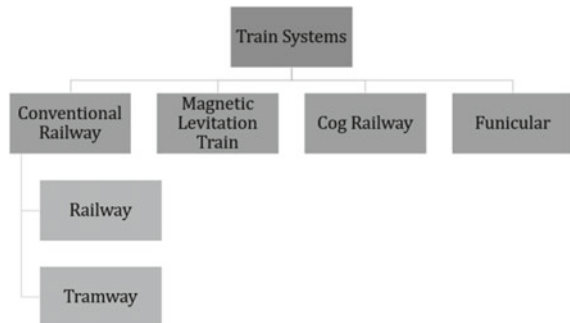 Train Systems
Conventional
Railway
Magnetic
Levitation
Train
Cog Railway
Funicular
Railway
Tramway